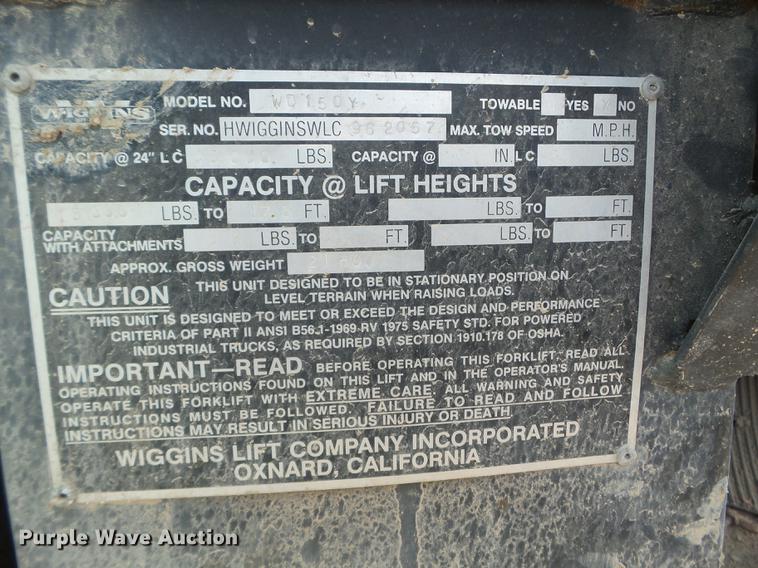 WIGGINS MODEL NO. WD150Y TOWABLE YES X NO
SER. NO. HWIGGINSWLC 962057 MAX. TOW SPEED M.P.H.
CAPACITY @ 24" L C LBS. CAPACITY @ IN. L C LBS.
CAPACITY @ LIFT HEIGHTS
LBS. TO FT. LBS. TO FT.
CAPACITY
WITH ATTACHMENTS LBS. TO FT. LBS. TO FT.
APPROX. GROSS WEIGHT
CAUTION THIS UNIT DESIGNED TO BE IN STATIONARY POSITION ON
LEVEL TERRAIN WHEN RAISING LOADS.
THIS UNIT IS DESIGNED TO MEET OR EXCEED THE DESIGN AND PERFORMANCE
CRITERIA OF PART II ANSI B56.1-1969-RV 1975 SAFETY STD. FOR POWERED
INDUSTRIAL TRUCKS, AS REQUIRED BY SECTION 1910.178 OF OSHA.
IMPORTANT—READ BEFORE OPERATING THIS FORKLIFT, READ ALL
OPERATING INSTRUCTIONS FOUND ON THIS LIFT AND IN THE OPERATOR'S MANUAL.
OPERATE THIS FORKLIFT WITH EXTREME CARE, ALL WARNING AND SAFETY
INSTRUCTIONS MUST BE FOLLOWED. FAILURE TO READ AND FOLLOW
INSTRUCTIONS MAY RESULT IN SERIOUS INJURY OR DEATH.
WIGGINS LIFT COMPANY INCORPORATED
OXNARD, CALIFORNIA
Purple Wave Auction